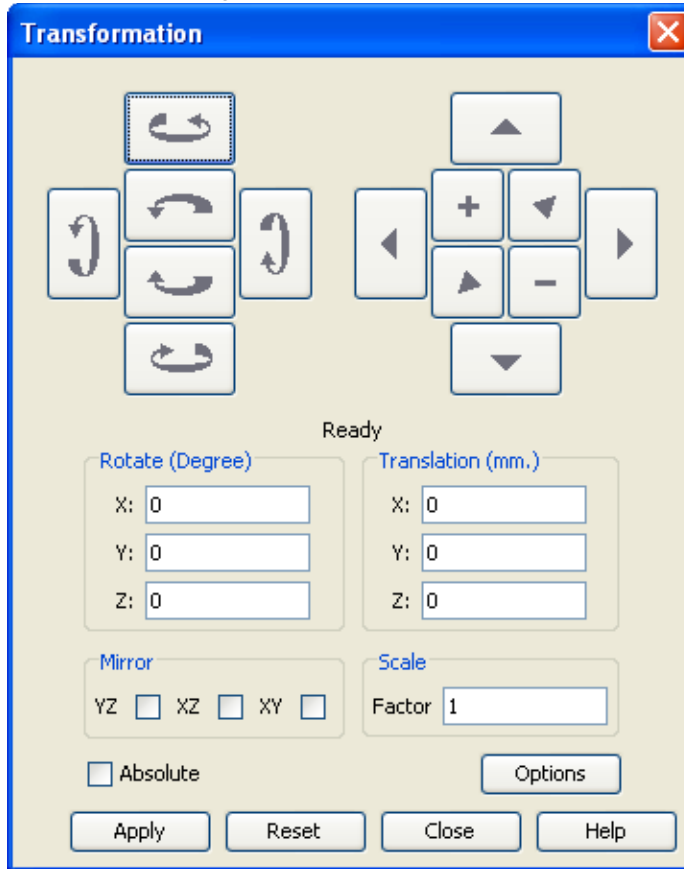 Transformation
Ready
Rotate (Degree)
X: 0
Y: 0
Z: 0
Translation (mm.)
X: 0
Y: 0
Z: 0
Mirror
YZ XZ XY
Scale
Factor 1
Absolute
Options
Apply Reset Close Help